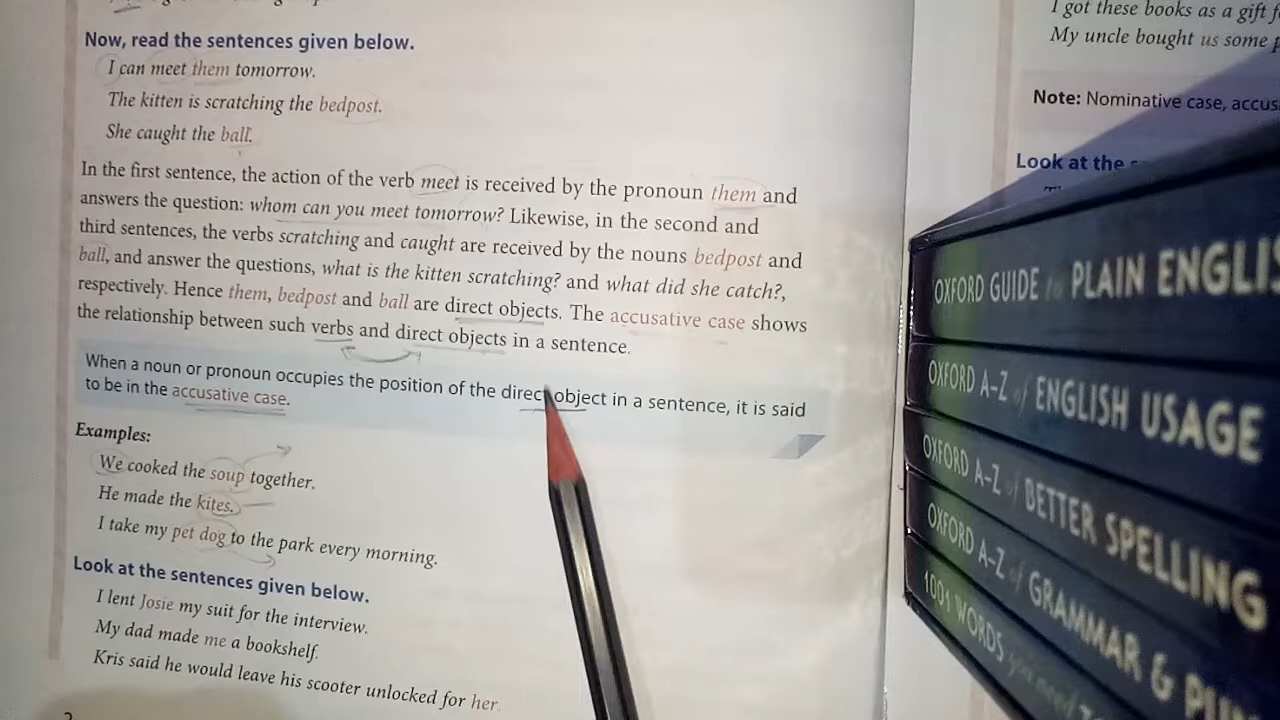 Now, read the sentences given below.
I can meet them tomorrow.
The kitten is scratching the bedpost.
She caught the ball.
In the first sentence, the action of the verb meet is received by the pronoun them and
answers the question: whom can you meet tomorrow? Likewise, in the second and
third sentences, the verbs scratching and caught are received by the nouns bedpost and
ball, and answer the questions, what is the kitten scratching? and what did she catch?,
respectively. Hence them, bedpost and ball are direct objects. The accusative case shows
the relationship between such verbs and direct objects in a sentence.
When a noun or pronoun occupies the position of the direct object in a sentence, it is said
to be in the accusative case.
Examples:
We cooked the soup together.
He made the kites.
I take my pet dog to the park every morning.
Look at the sentences given below.
I lent Josie my suit for the interview.
My dad made me a bookshelf.
Kris said he would leave his scooter unlocked for her.
I got these books as a gift
My uncle bought us some
Note: Nominative case,
Look at the
OXFORD GUIDE to PLAIN
OXFORD A-Z of ENGLISH USAGE
OXFORD A-Z of BETTER SPELLING
OXFORD A-Z of GRAMMAR &
1001 WORDS